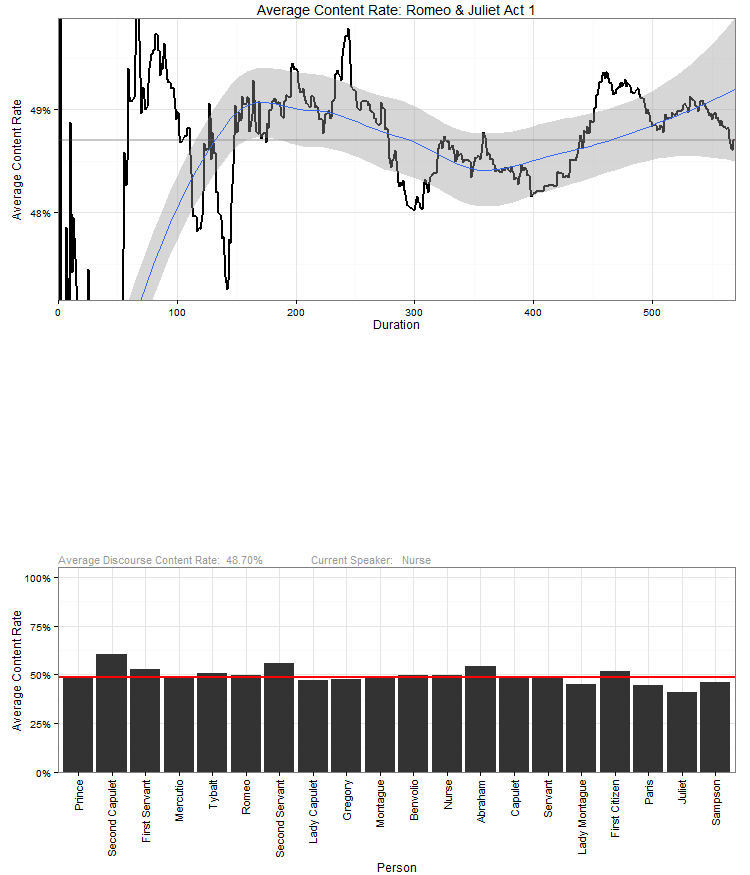 Average Content Rate: Romeo & Juliet Act 1
49%
48%
Average Content Rate
0 100 200 300 400 500
Duration
Average Discourse Content Rate: 48.70% Current Speaker: Nurse
100%
75%
50%
25%
0%
Average Content Rate
Prince
Second Capulet
First Servant
Mercutio
Tybalt
Romeo
Second Servant
Lady Capulet
Gregory
Montague
Benvolio
Nurse
Abraham
Capulet
Servant
Lady Montague
First Citizen
Paris
Juliet
Sampson
Person